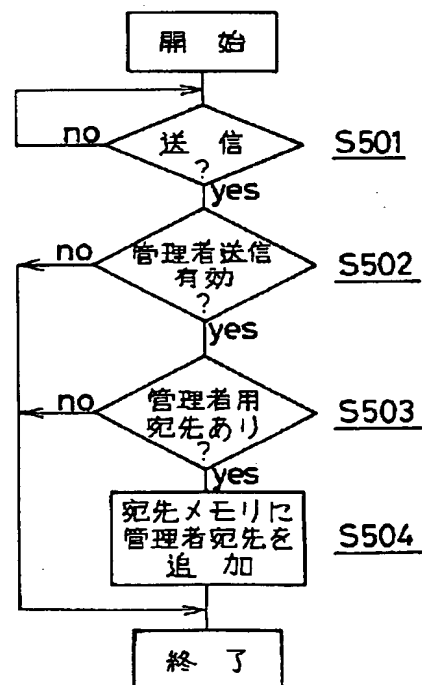 開始
no
送信
?
S501
yes
no
管理者送信
有効
?
S502
yes
no
管理者用
宛先あり
?
S503
yes
宛先メモリに
管理者宛先を
追加
S504
終了